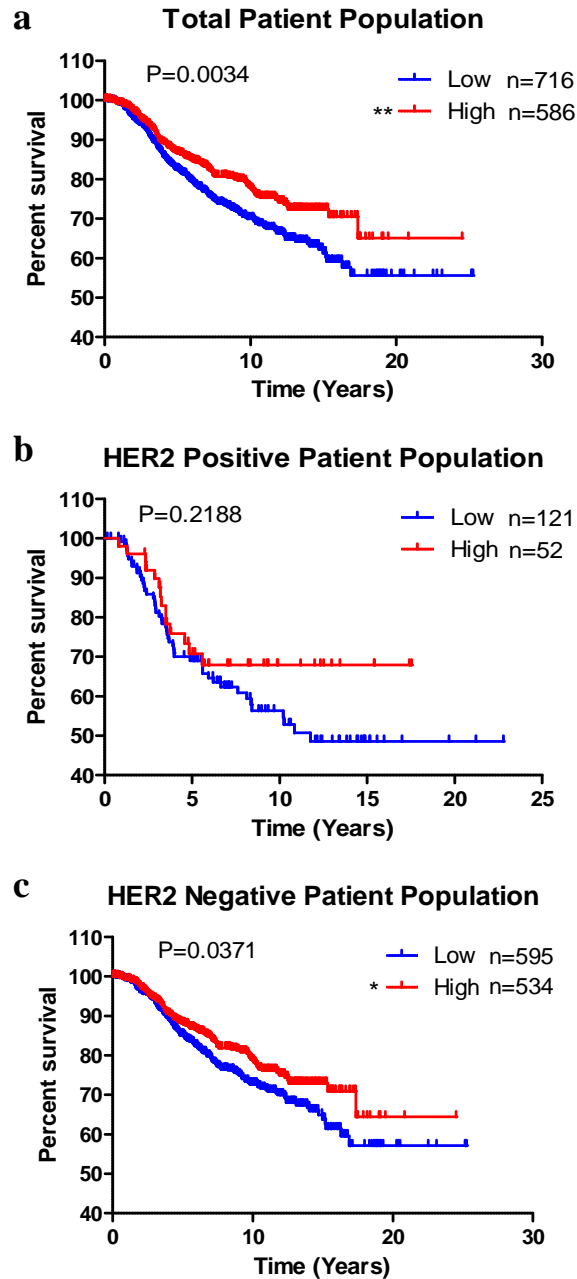 a
Total Patient Population
P=0.0034
Low n=716
** High n=586
110
100
90
80
70
60
50
40
Percent survival
0 10 20 30
Time (Years)
b
HER2 Positive Patient Population
P=0.2188
Low n=121
High n=52
110
100
90
80
70
60
50
40
Percent survival
0 5 10 15 20 25
Time (Years)
c
HER2 Negative Patient Population
P=0.0371
Low n=595
* High n=534
110
100
90
80
70
60
50
40
Percent survival
0 10 20 30
Time (Years)